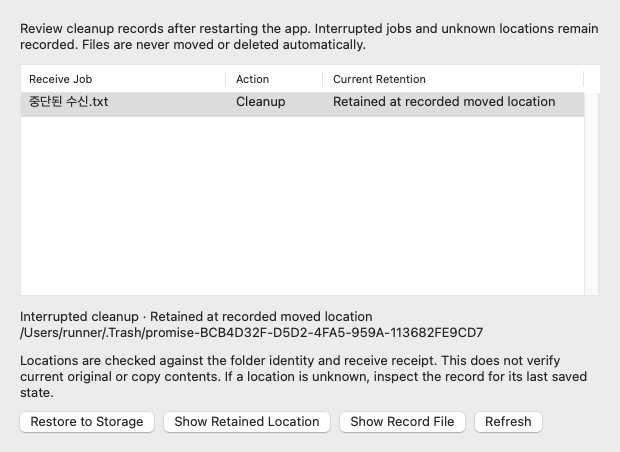 Review cleanup records after restarting the app. Interrupted jobs and unknown locations remain
recorded. Files are never moved or deleted automatically.
Receive Job Action Current Retention
중단된 수신.txt Cleanup Retained at recorded moved location
Interrupted cleanup · Retained at recorded moved location
/Users/runner/.Trash/promise-BCB4D32F-D5D2-4FA5-959A-113682FE9CD7
Locations are checked against the folder identity and receive receipt. This does not verify
current original or copy contents. If a location is unknown, inspect the record for its last saved
state.
Restore to Storage Show Retained Location Show Record File Refresh